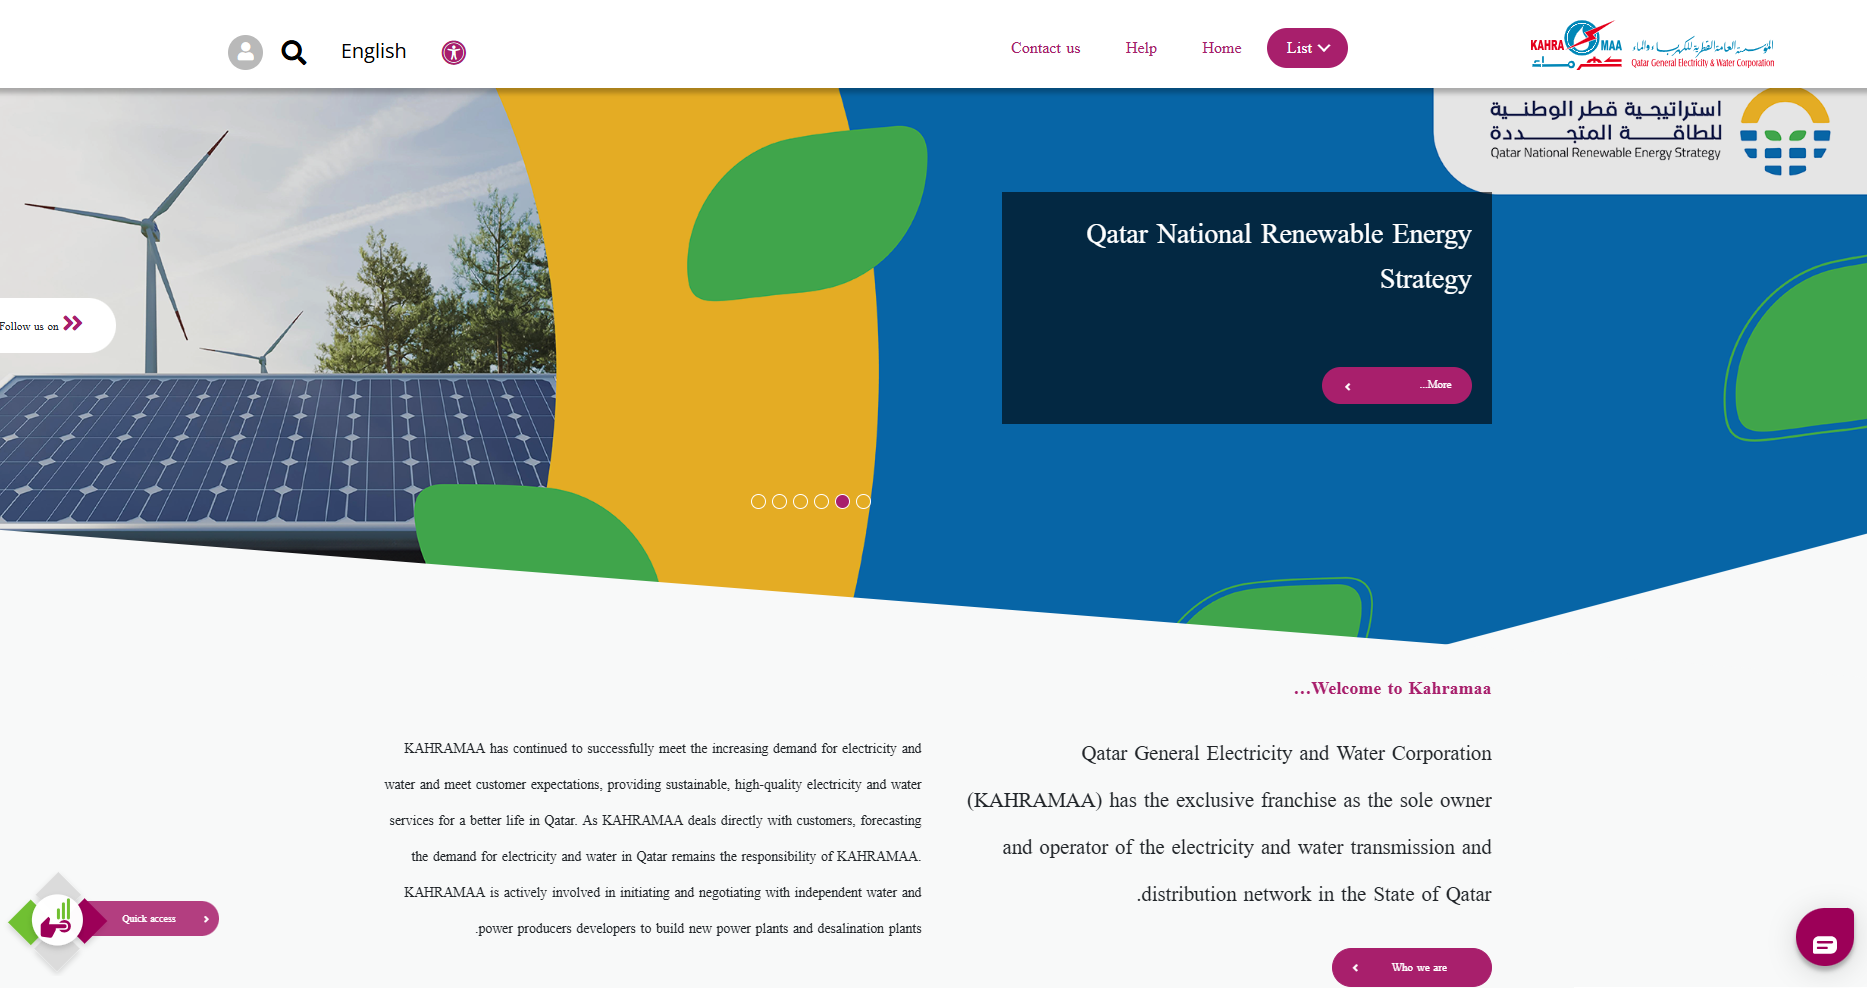 English
Contact us
Help
Home
List
KAHRA MAA
كهرماء
المؤسسة العامة القطرية للكهرباء والماء
Qatar General Electricity & Water Corporation
استراتيجية قطر الوطنية
للطاقة المتجددة
Qatar National Renewable Energy Strategy
Qatar National Renewable Energy
Strategy
...More
Follow us on
...Welcome to Kahramaa
Qatar General Electricity and Water Corporation
(KAHRAMAA) has the exclusive franchise as the sole owner
and operator of the electricity and water transmission and
.distribution network in the State of Qatar
Who we are
KAHRAMAA has continued to successfully meet the increasing demand for electricity and
water and meet customer expectations, providing sustainable, high-quality electricity and water
services for a better life in Qatar. As KAHRAMAA deals directly with customers, forecasting
the demand for electricity and water in Qatar remains the responsibility of KAHRAMAA.
KAHRAMAA is actively involved in initiating and negotiating with independent water and
.power producers developers to build new power plants and desalination plants
Quick access